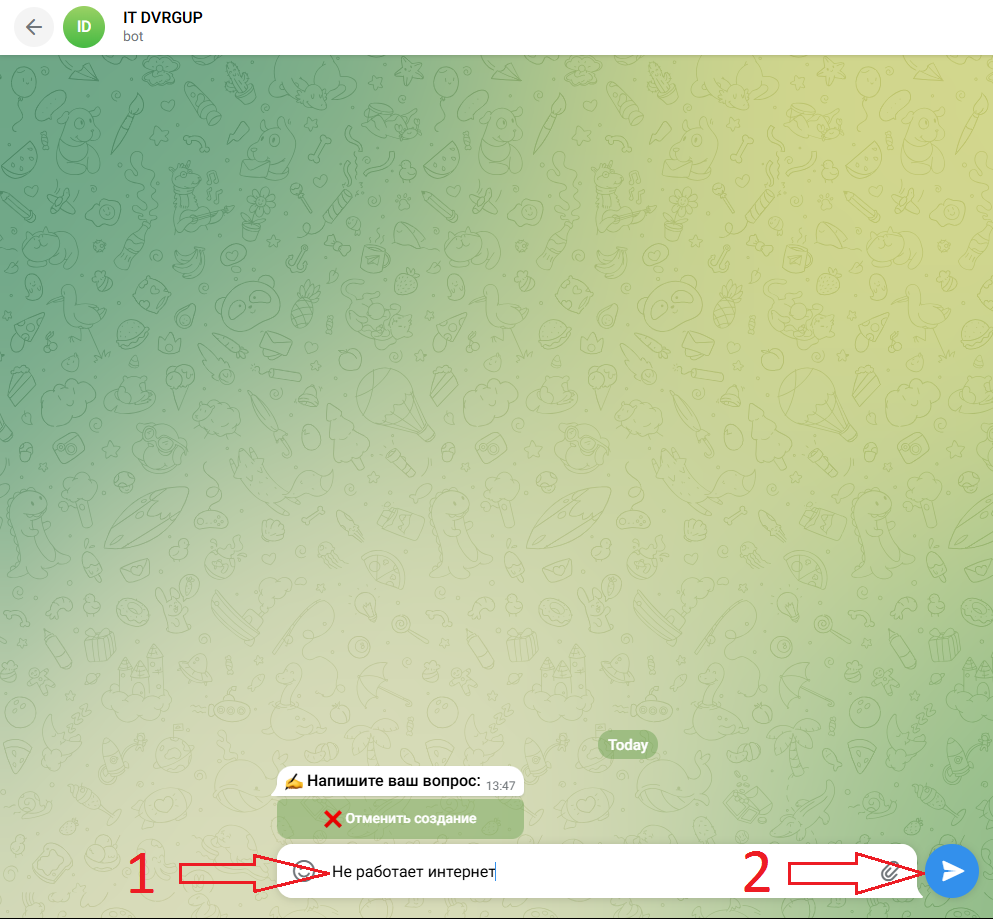 ID
IT DVRGUP
bot
Today
✍️ Напишите ваш вопрос: 13:47
❌ Отменить создание
1
Не работает интернет
2